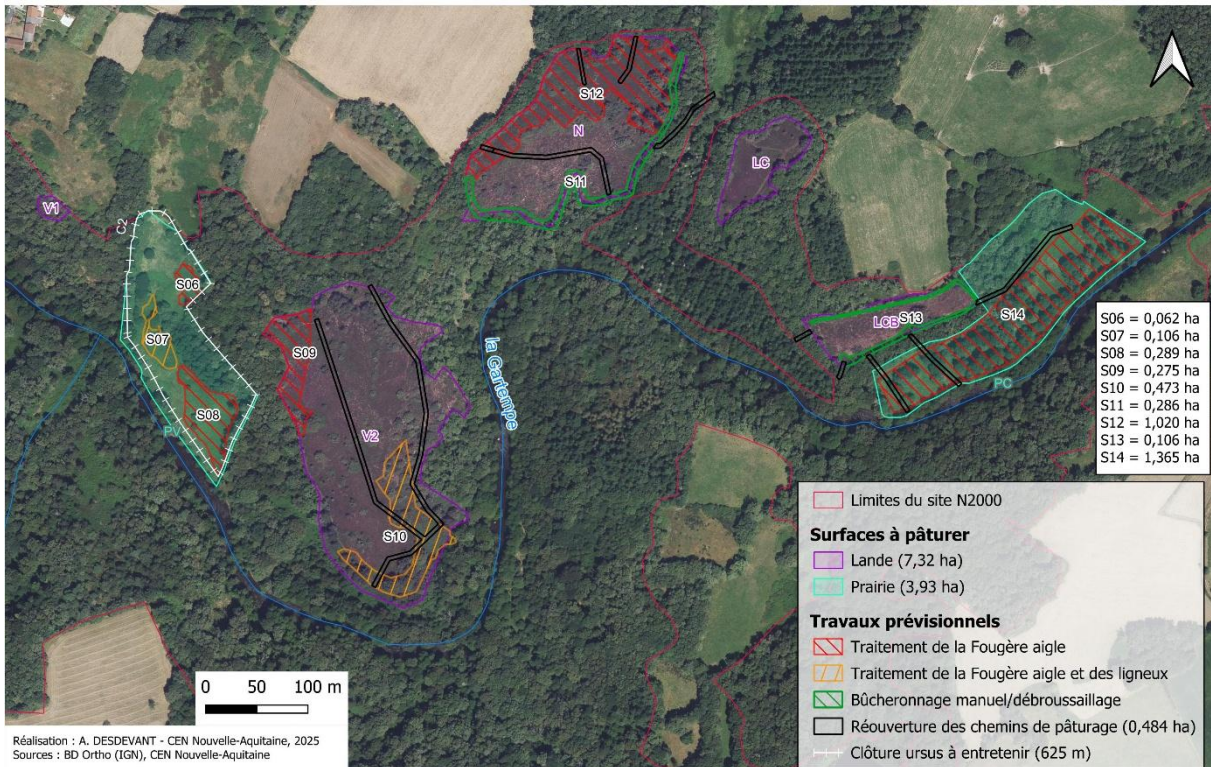 S12
N
LC
V1
S11
C2
S06
S13
LCB
S07
S09
S14
la Gartempe
PC
S08
PV
V2
S10
S06 = 0,062 ha
S07 = 0,106 ha
S08 = 0,289 ha
S09 = 0,275 ha
S10 = 0,473 ha
S11 = 0,286 ha
S12 = 1,020 ha
S13 = 0,106 ha
S14 = 1,365 ha
Limites du site N2000
Surfaces à pâturer
Lande (7,32 ha)
Prairie (3,93 ha)
Travaux prévisionnels
Traitement de la Fougère aigle
Traitement de la Fougère aigle et des ligneux
Bûcheronnage manuel/débroussaillage
Réouverture des chemins de pâturage (0,484 ha)
Clôture ursus à entretenir (625 m)
0 50 100 m
Réalisation : A. DESDEVANT - CEN Nouvelle-Aquitaine, 2025
Sources : BD Ortho (IGN), CEN Nouvelle-Aquitaine